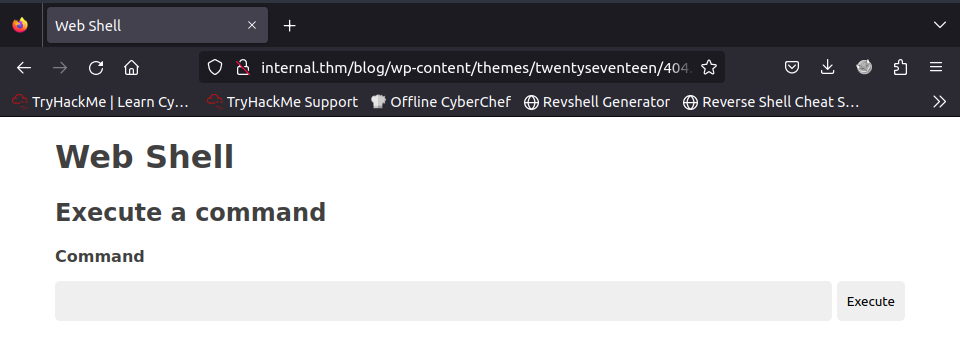 Web Shell
internal.thm/blog/wp-content/themes/twentyseventeen/404.
TryHackMe | Learn Cy… TryHackMe Support Offline CyberChef Revshell Generator Reverse Shell Cheat S…
Web Shell
Execute a command
Command
Execute